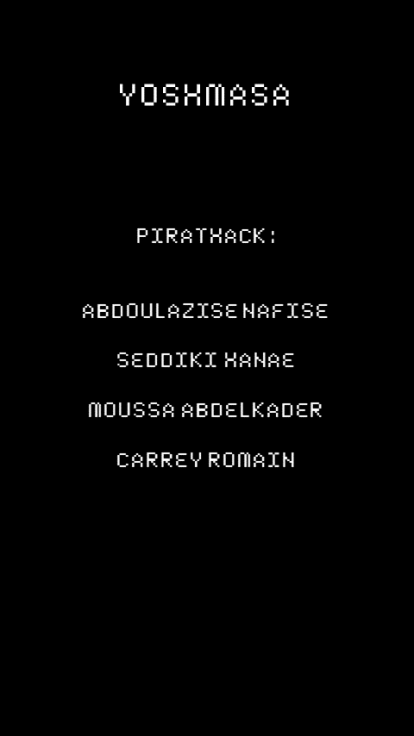 YOSHMASA
PIRATHACK:
ABDOULAZISE NAFISE
SEDDIKI HANAE
MOUSSA ABDELKADER
CARREY ROMAIN